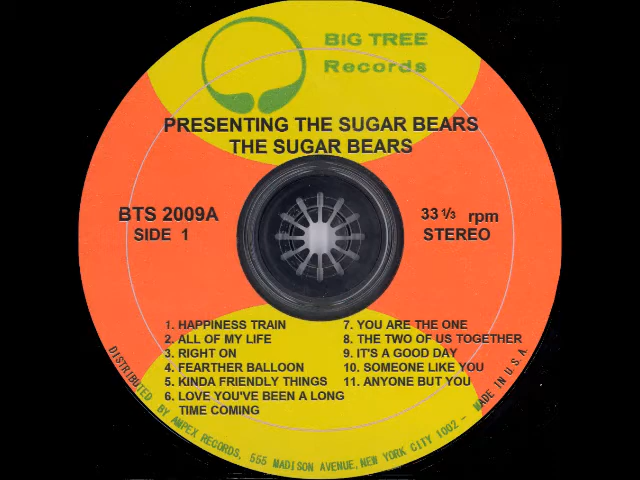 BIG TREE
Records
PRESENTING THE SUGAR BEARS
THE SUGAR BEARS
BTS 2009A
SIDE 1
33 1/3 rpm
STEREO
1. HAPPINESS TRAIN
2. ALL OF MY LIFE
3. RIGHT ON
4. FEARTHER BALLOON
5. KINDA FRIENDLY THINGS
6. LOVE YOU'VE BEEN A LONG
TIME COMING
7. YOU ARE THE ONE
8. THE TWO OF US TOGETHER
9. IT'S A GOOD DAY
10. SOMEONE LIKE YOU
11. ANYONE BUT YOU
DISTRIBUTED BY AMPEX RECORDS, 555 MADISON AVENUE, NEW YORK CITY 1002 - MADE IN U.S.A.